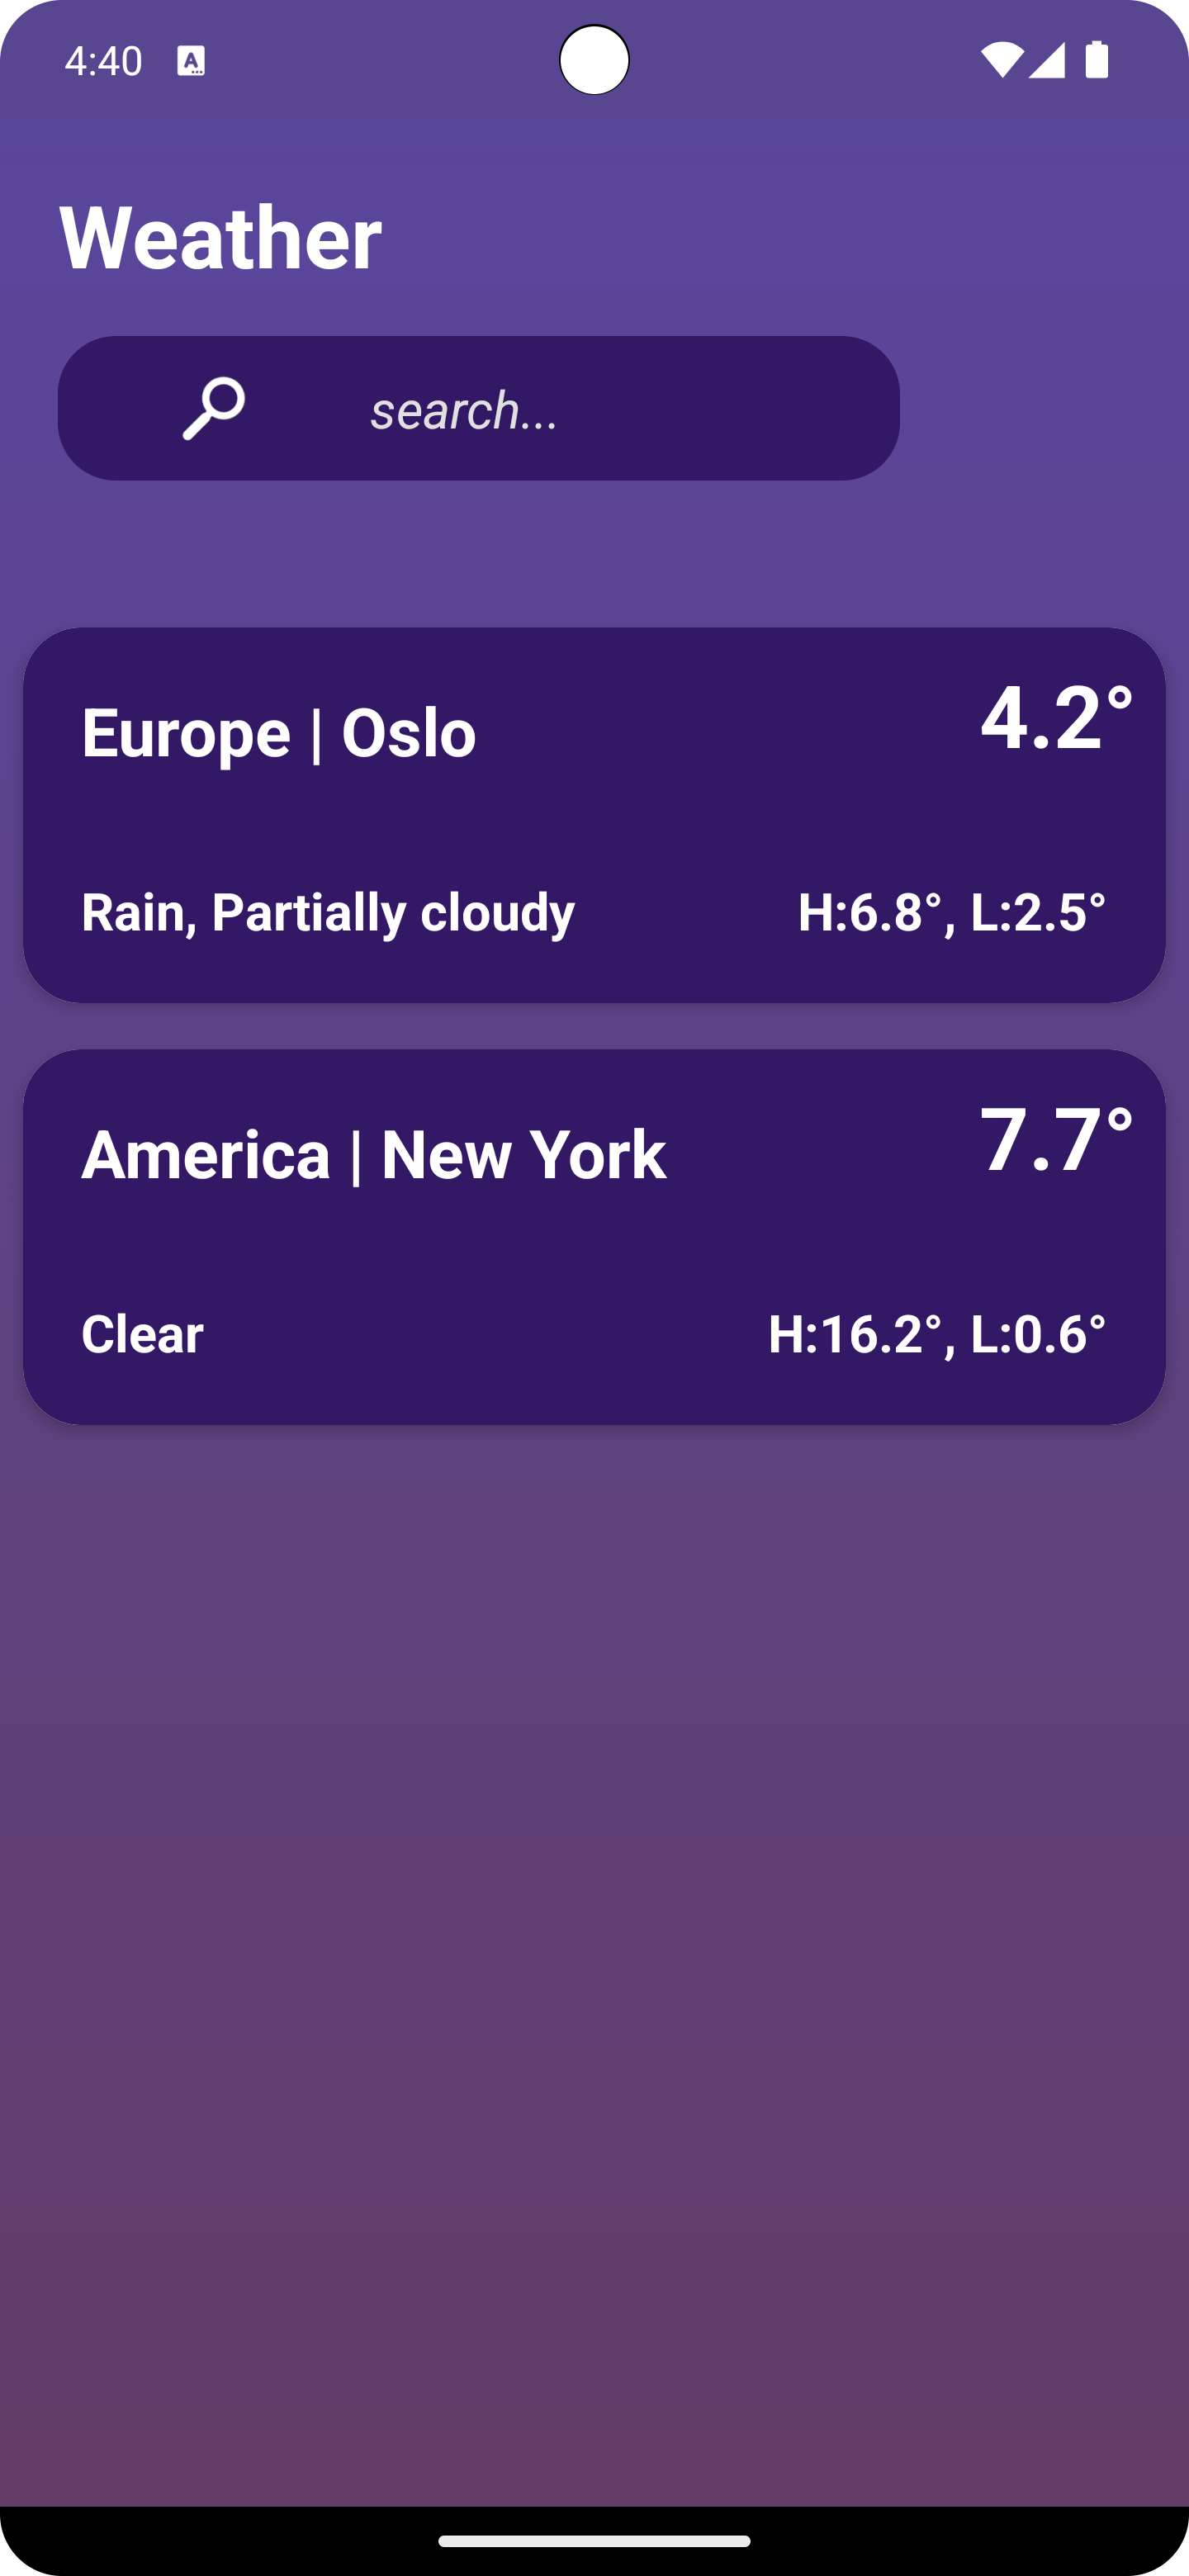 4:40
Weather
search...
Europe | Oslo
4.2°
Rain, Partially cloudy
H:6.8°, L:2.5°
America | New York
7.7°
Clear
H:16.2°, L:0.6°